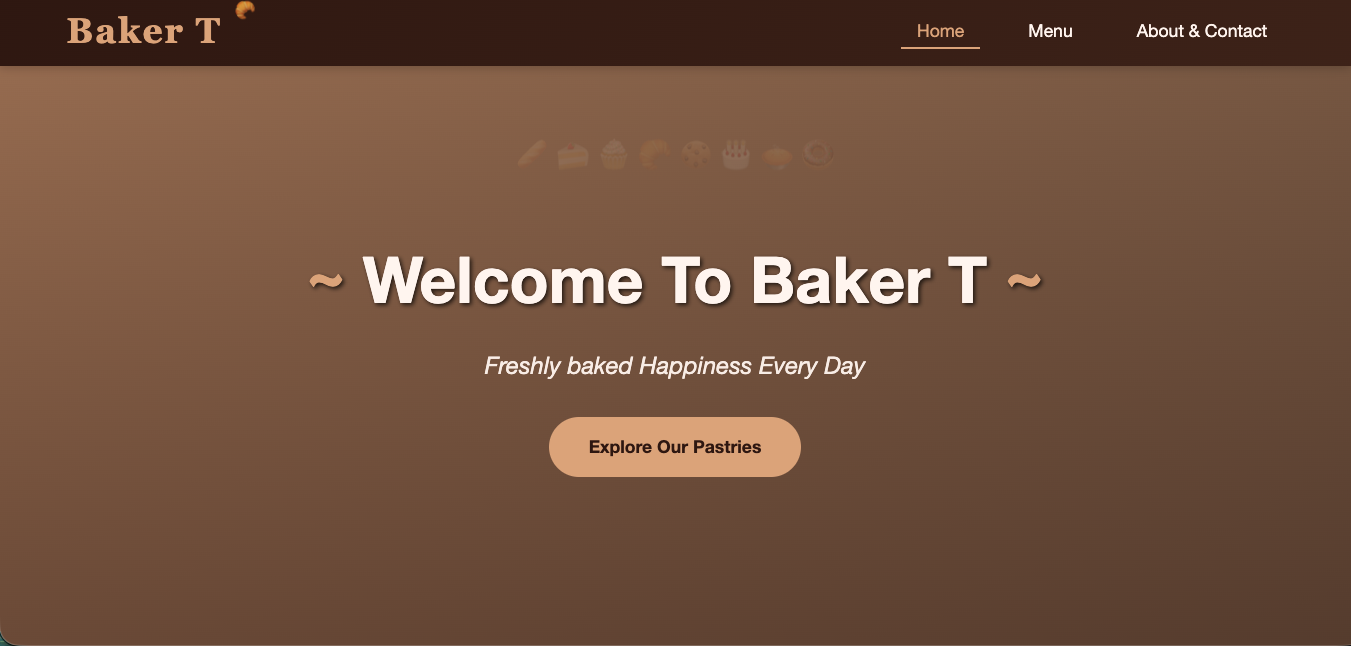 Baker T
Home
Menu
About & Contact
~ Welcome To Baker T ~
Freshly baked Happiness Every Day
Explore Our Pastries